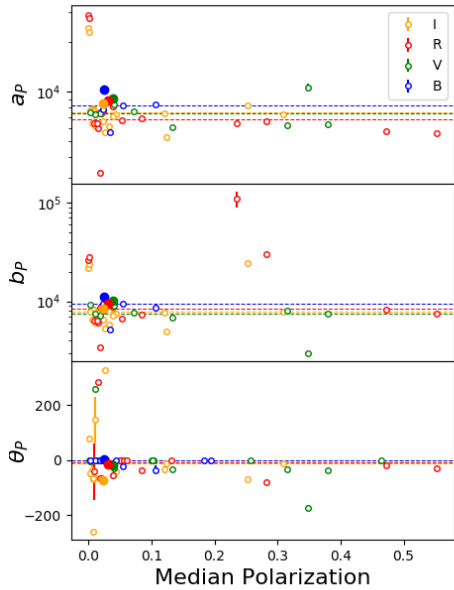 I
R
V
B
a_P
10^4
b_P
10^5
10^4
θ_P
200
0
−200
0.0 0.1 0.2 0.3 0.4 0.5
Median Polarization